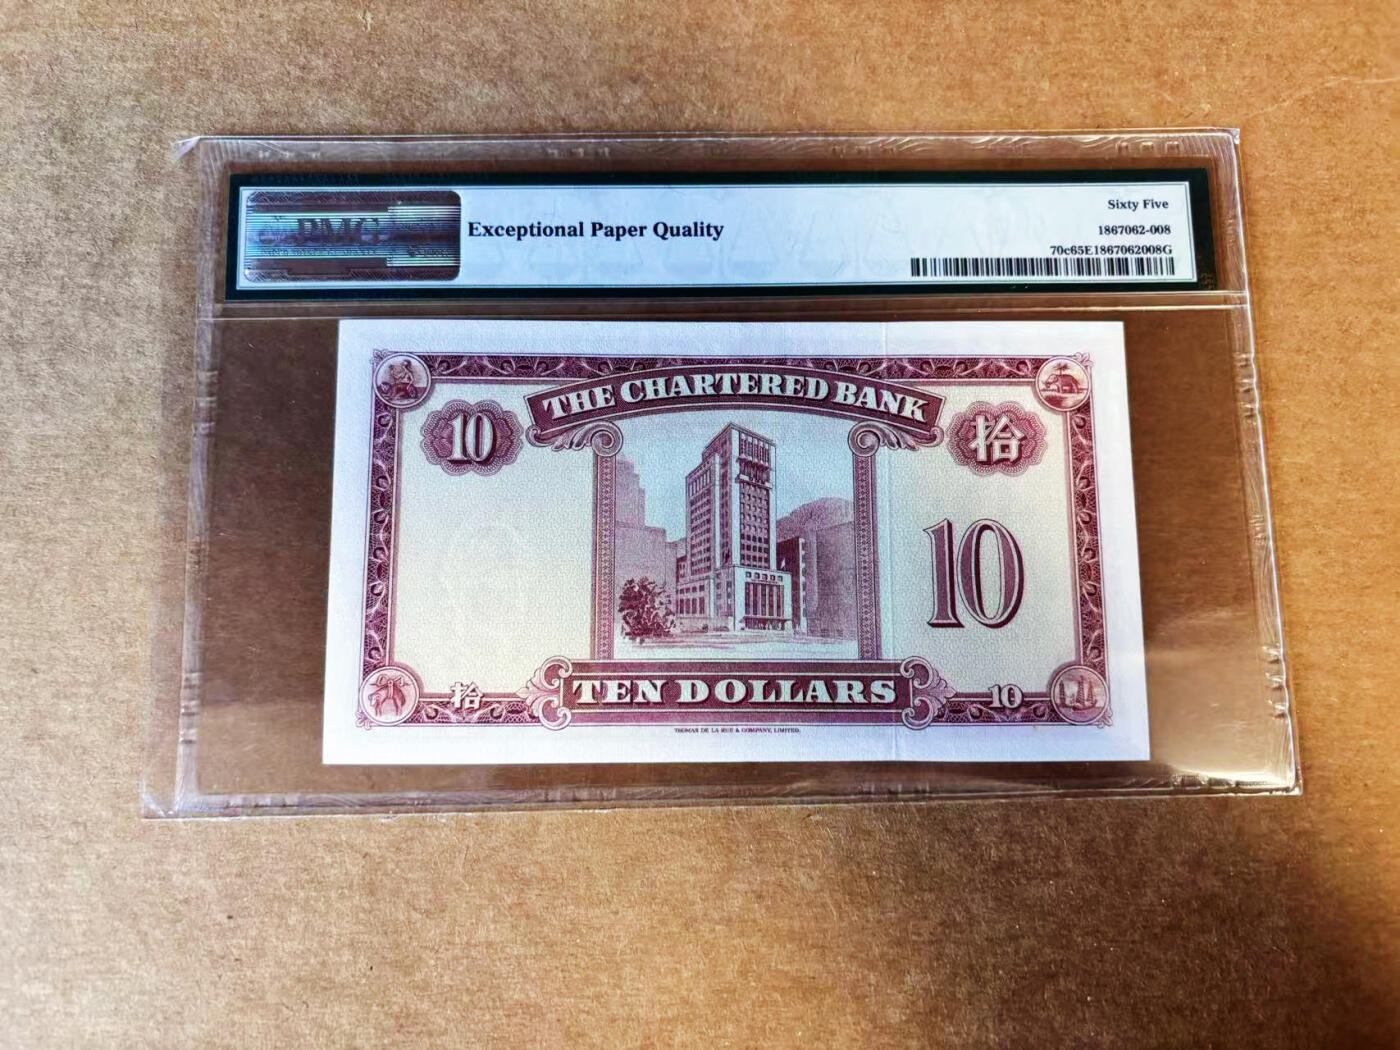 PMG
Exceptional Paper Quality
Sixty Five
1867062-008
70c65E1867062008G
THE CHARTERED BANK
10
拾
10
拾
TEN DOLLARS
10
THOMAS DE LA RUE & COMPANY, LIMITED.